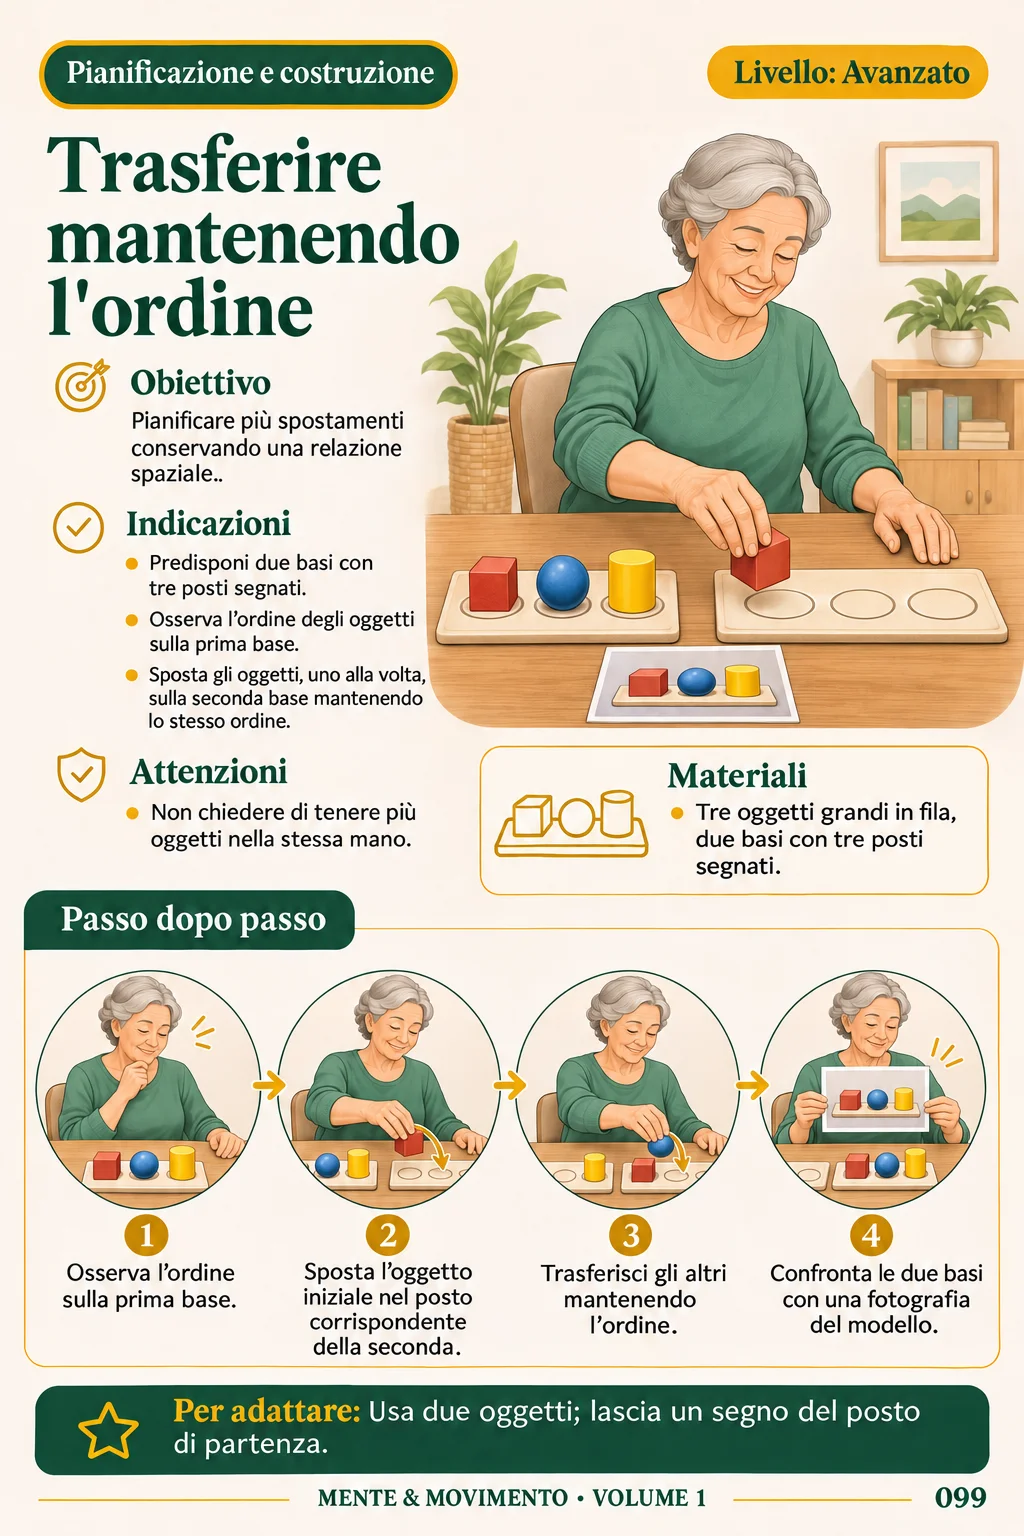 Pianificazione e costruzione
Livello: Avanzato
Trasferire
mantenendo
l'ordine
Obiettivo
Pianificare più spostamenti
conservando una relazione
spaziale..
Indicazioni
Predisponi due basi con
tre posti segnati.
Osserva l’ordine degli oggetti
sulla prima base.
Sposta gli oggetti, uno alla volta,
sulla seconda base mantenendo
lo stesso ordine.
Attenzioni
Non chiedere di tenere più
oggetti nella stessa mano.
Materiali
Tre oggetti grandi in fila,
due basi con tre posti
segnati.
Passo dopo passo
1
Osserva l’ordine
sulla prima base.
2
Sposta l’oggetto
iniziale nel posto
corrispondente
della seconda.
3
Trasferisci gli altri
mantenendo
l’ordine.
4
Confronta le due basi
con una fotografia
del modello.
Per adattare: Usa due oggetti; lascia un segno del posto
di partenza.
MENTE & MOVIMENTO • VOLUME 1
099